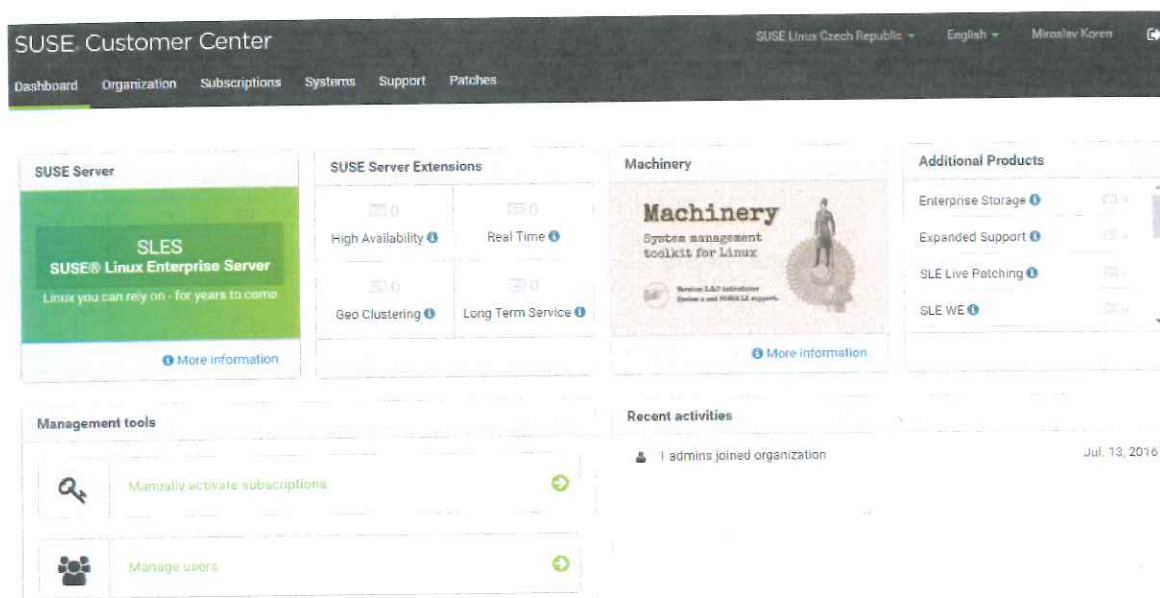 SUSE. Customer Center
SUSE Linux Czech Republic
English
Miroslav Koren
Dashboard
Organization
Subscriptions
Systems
Support
Patches
SUSE Server
SLES
SUSE® Linux Enterprise Server
Linux you can rely on - for years to come
More information
SUSE Server Extensions
0
High Availability
0
Real Time
0
Geo Clustering
0
Long Term Service
Machinery
Machinery
System management
toolkit for Linux
introduces
support.
More information
Additional Products
Enterprise Storage
Expanded Support
SLE Live Patching
SLE WE
Management tools
Manually activate subscriptions
Manage users
Recent activities
1 admins joined organization
Jul. 13, 2016